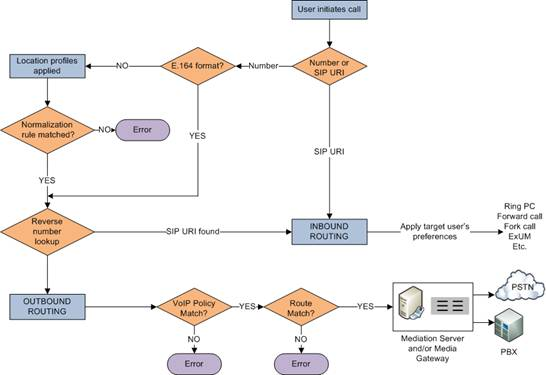 User initiates call
Number or
SIP URI
Number
E.164 format?
NO
Location profiles
applied
Normalization
rule matched?
NO
Error
YES
YES
SIP URI
Reverse
number
lookup
SIP URI found
INBOUND
ROUTING
Apply target user's
preferences
Ring PC
Forward call
Fork call
ExUM
Etc.
OUTBOUND
ROUTING
VoIP Policy
Match?
YES
Route
Match?
YES
NO
Error
NO
Error
Mediation Server
and/or Media
Gateway
PSTN
PBX